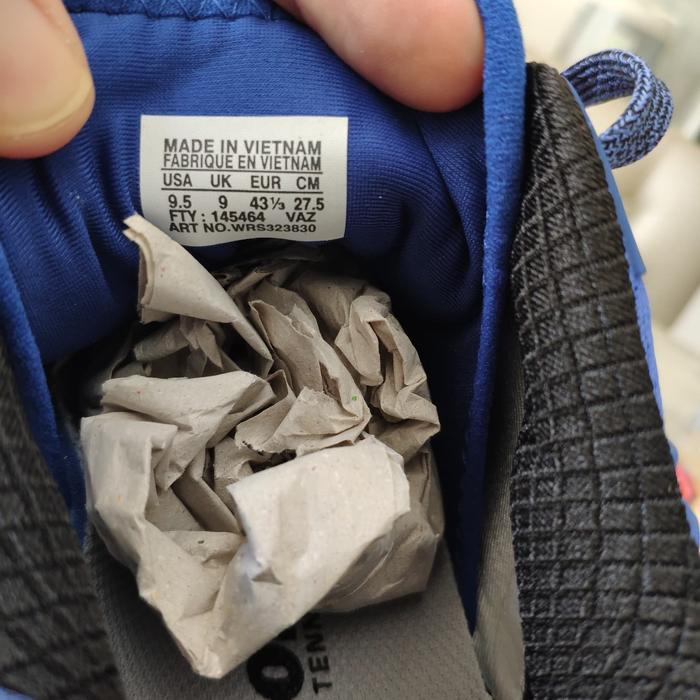 MADE IN VIETNAM
FABRIQUE EN VIETNAM
USA UK EUR CM
9.5 9 43⅓ 27.5
FTY : 145464 VAZ
ART NO.WRS323830